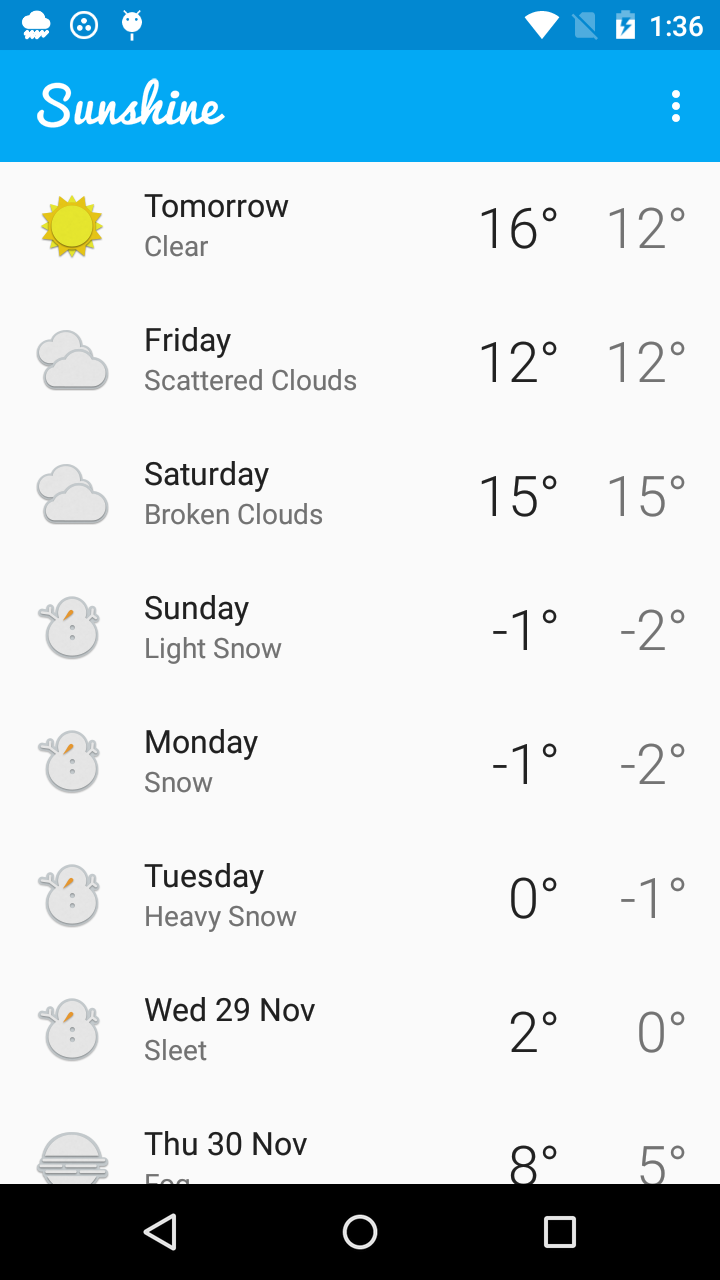 1:36
Sunshine
Tomorrow
Clear
16° 12°
Friday
Scattered Clouds
12° 12°
Saturday
Broken Clouds
15° 15°
Sunday
Light Snow
-1° -2°
Monday
Snow
-1° -2°
Tuesday
Heavy Snow
0° -1°
Wed 29 Nov
Sleet
2° 0°
Thu 30 Nov
Fog
8° 5°